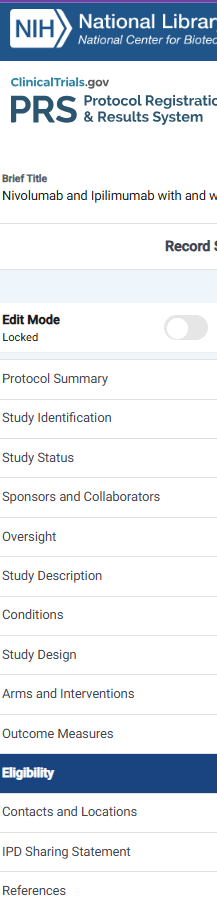 NIH National Librar
National Center for Biotec
ClinicalTrials.gov
PRS Protocol Registratio
& Results System
Brief Title
Nivolumab and Ipilimumab with and w
Record S
Edit Mode
Locked
Protocol Summary
Study Identification
Study Status
Sponsors and Collaborators
Oversight
Study Description
Conditions
Study Design
Arms and Interventions
Outcome Measures
Eligibility
Contacts and Locations
IPD Sharing Statement
References